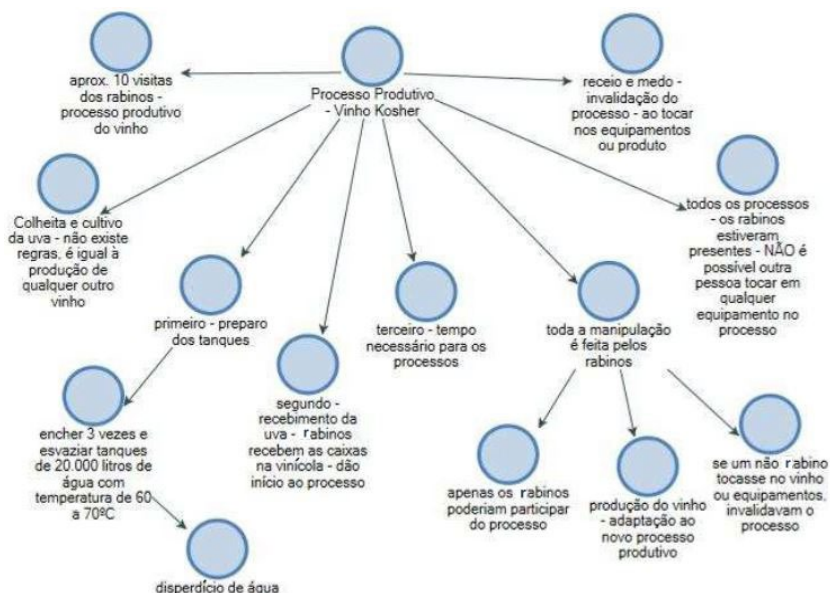 aprox. 10 visitas
dos rabinos -
processo produtivo
do vinho
Processo Produtivo
- Vinho Kosher
receio e medo -
invalidação do
processo - ao tocar
nos equipamentos
ou produto
Colheita e cultivo
da uva - não existe
regras, é igual à
produção de
qualquer outro
vinho
todos os processos
- os rabinos
estiveram
presentes - NÃO é
possível outra
pessoa tocar em
qualquer
equipamento no
processo
primeiro - preparo
dos tanques
terceiro - tempo
necessário para os
processos
toda a manipulação
é feita pelos
rabinos
segundo -
recebimento da
uva - rabinos
recebem as caixas
na vinícola - dão
início ao processo
encher 3 vezes e
esvaziar tanques
de 20.000 litros de
água com
temperatura de 60
a 70ºC
apenas os rabinos
poderiam participar
do processo
produção do vinho
- adaptação ao
novo processo
produtivo
se um não rabino
tocasse no vinho
ou equipamentos,
invalidavam o
processo
disperdício de água